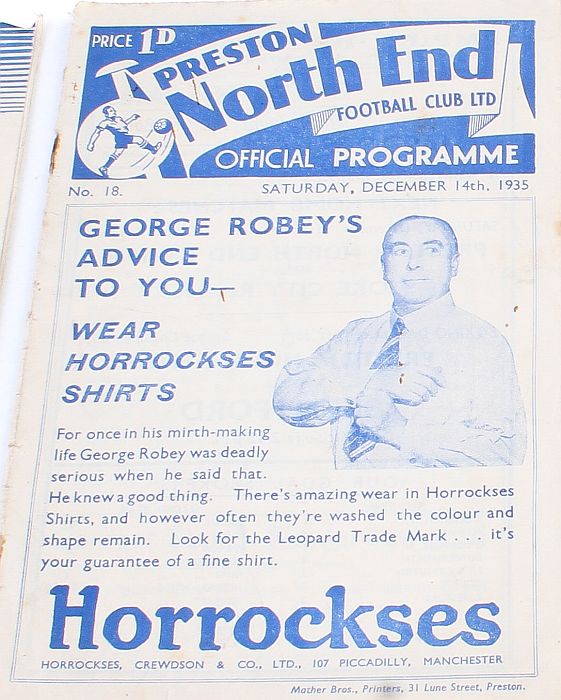 PRICE 1D
PRESTON
North End
FOOTBALL CLUB LTD
OFFICIAL PROGRAMME
No. 18.
SATURDAY, DECEMBER 14th, 1935
GEORGE ROBEY'S
ADVICE
TO YOU—
WEAR
HORROCKSES
SHIRTS
For once in his mirth-making
life George Robey was deadly
serious when he said that.
He knew a good thing. There's amazing wear in Horrockses
Shirts, and however often they're washed the colour and
shape remain. Look for the Leopard Trade Mark . . . it's
your guarantee of a fine shirt.
Horrockses
HORROCKSES, CREWDSON & CO., LTD., 107 PICCADILLY, MANCHESTER
Mather Bros., Printers, 31 Lune Street, Preston.